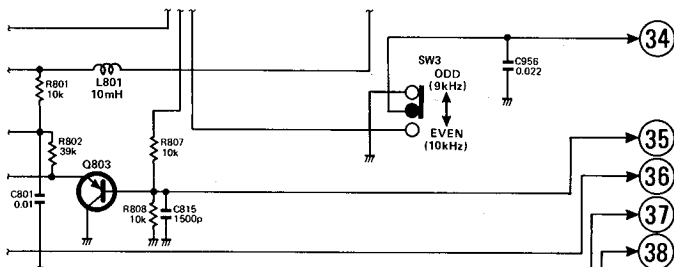 34
SW3
ODD
(9kHz)
C956
0.022
R801
10k
L801
10mH
EVEN
(10kHz)
R802
39k
R807
10k
35
Q803
36
C801
0.01
R808
10k
C815
1500p
37
38